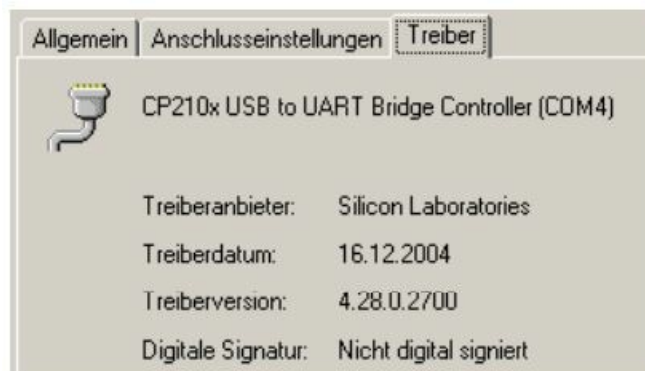 Allgemein Anschlusseinstellungen Treiber
CP210x USB to UART Bridge Controller (COM4)
Treiberanbieter: Silicon Laboratories
Treiberdatum: 16.12.2004
Treiberversion: 4.28.0.2700
Digitale Signatur: Nicht digital signiert